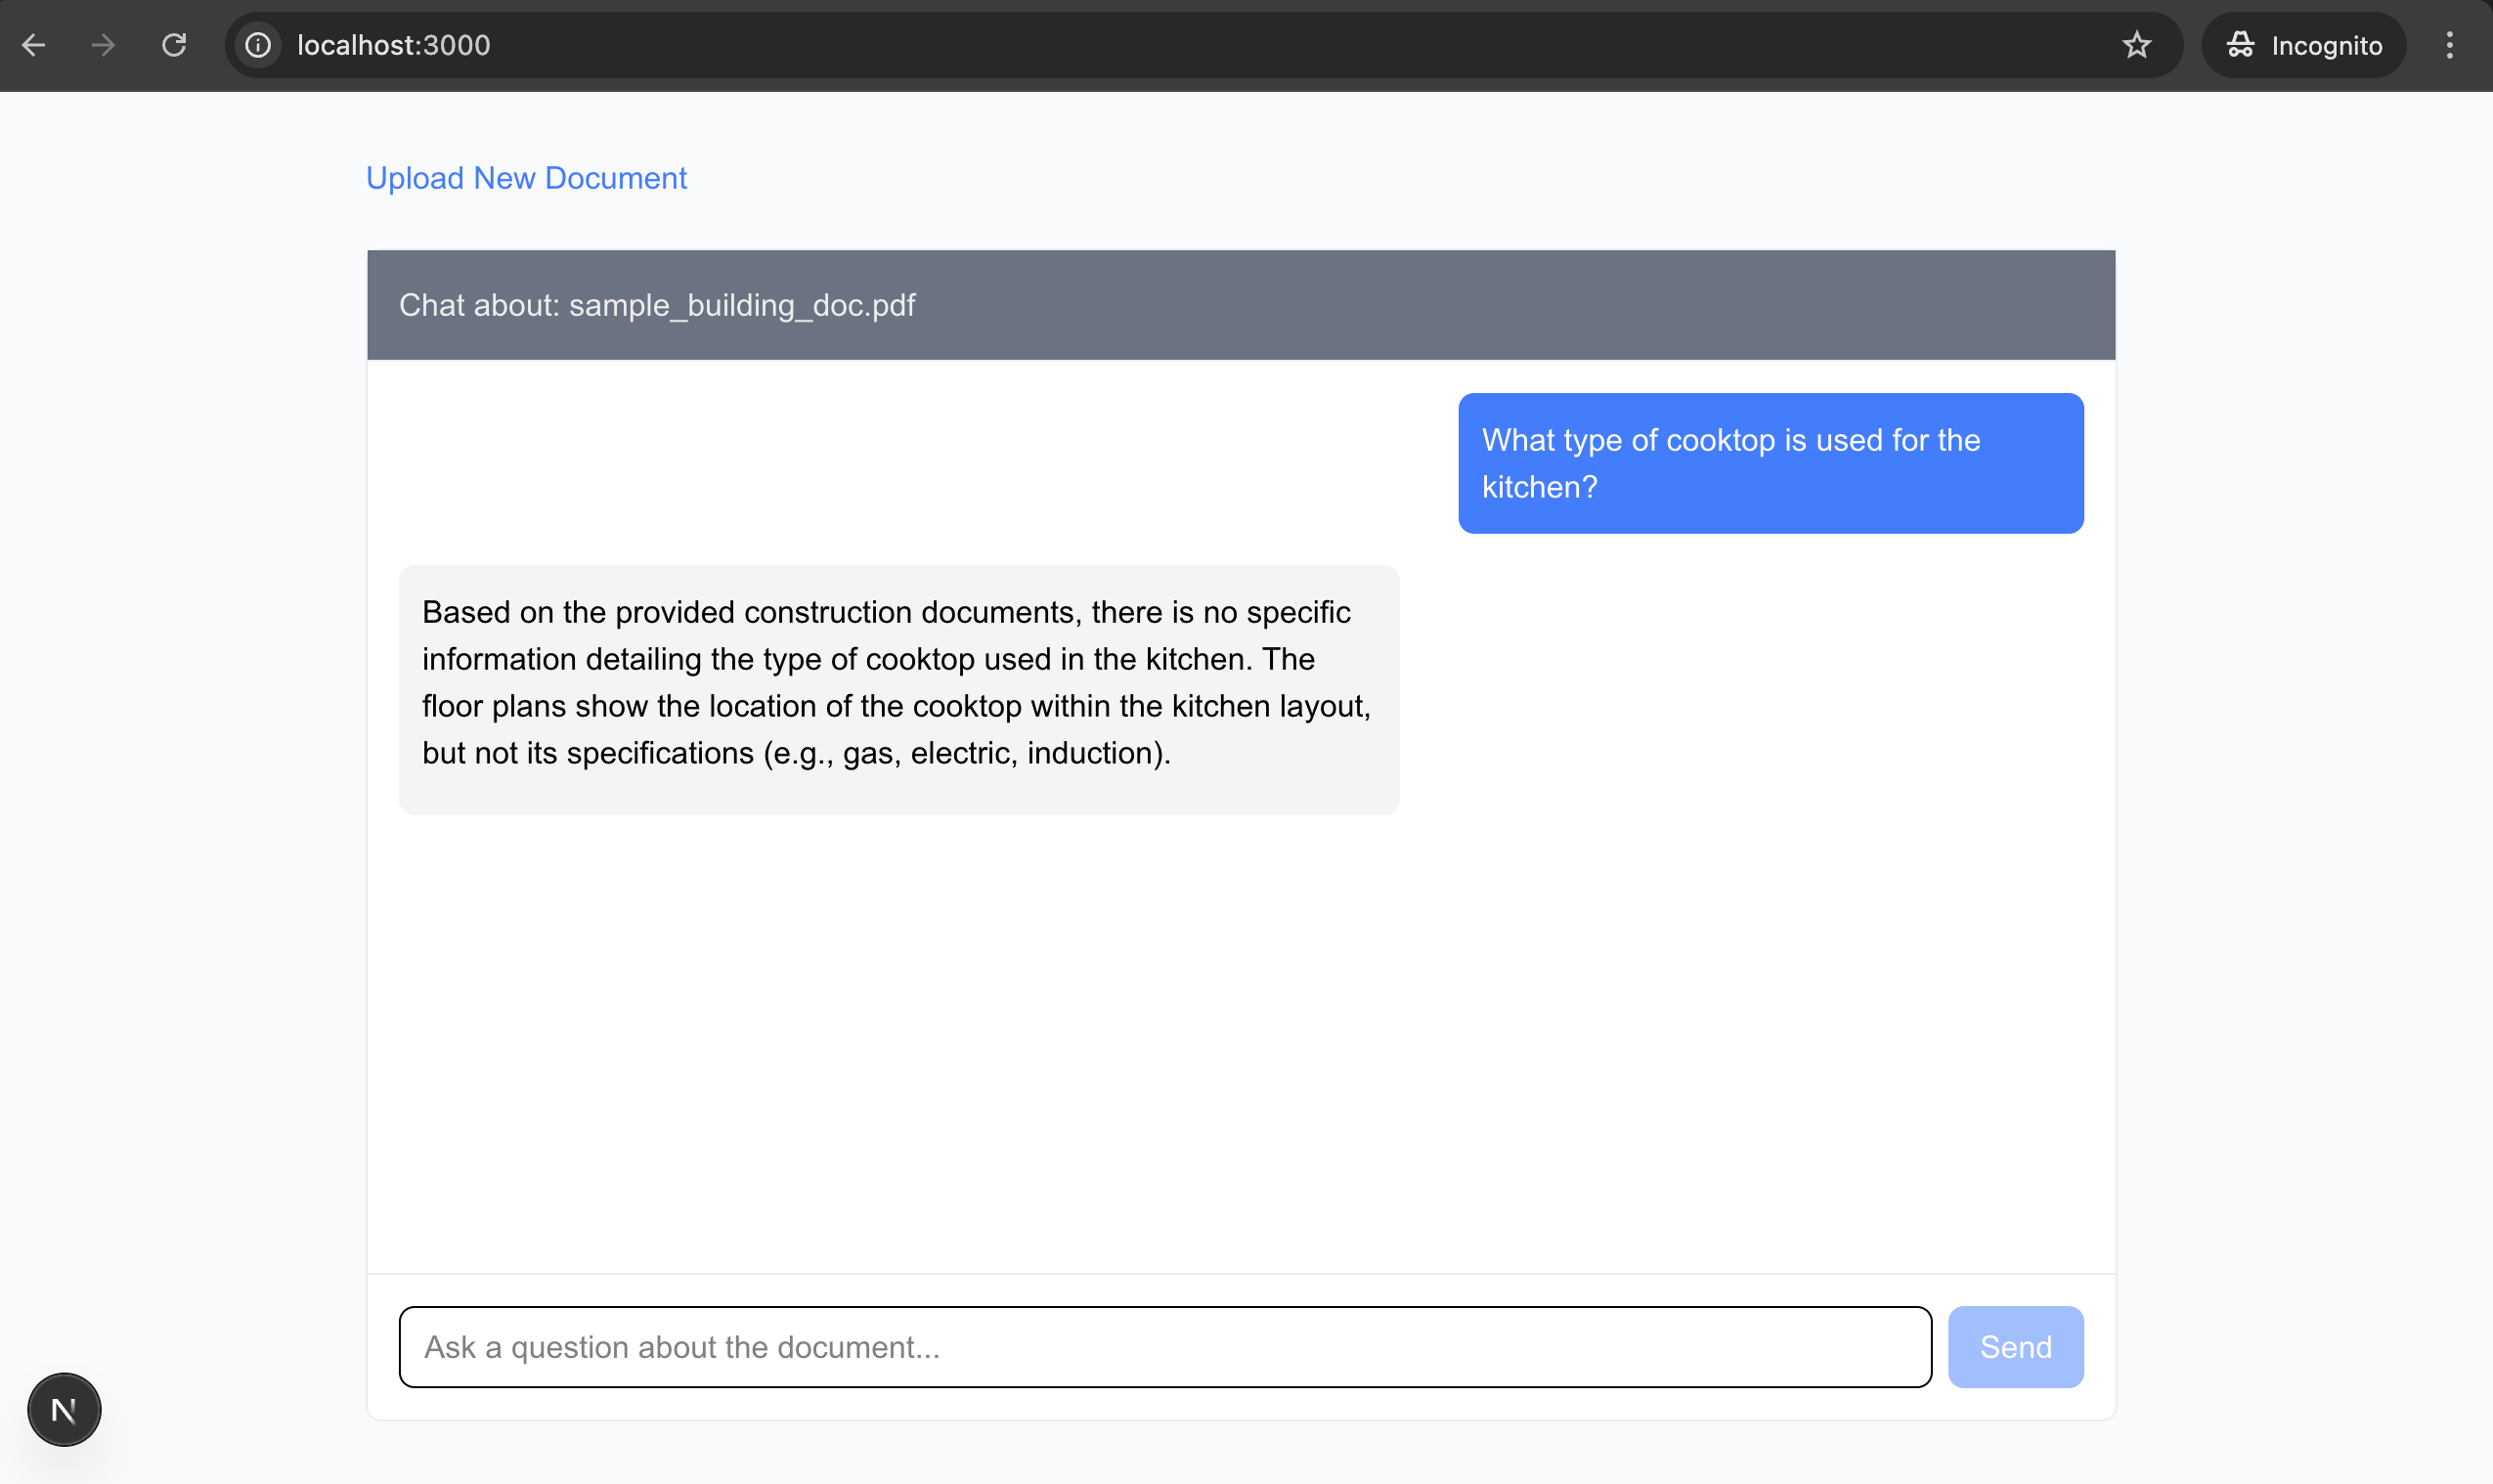 localhost:3000
Incognito
Upload New Document
Chat about: sample_building_doc.pdf
What type of cooktop is used for the
kitchen?
Based on the provided construction documents, there is no specific
information detailing the type of cooktop used in the kitchen. The
floor plans show the location of the cooktop within the kitchen layout,
but not its specifications (e.g., gas, electric, induction).
Ask a question about the document...
Send
N